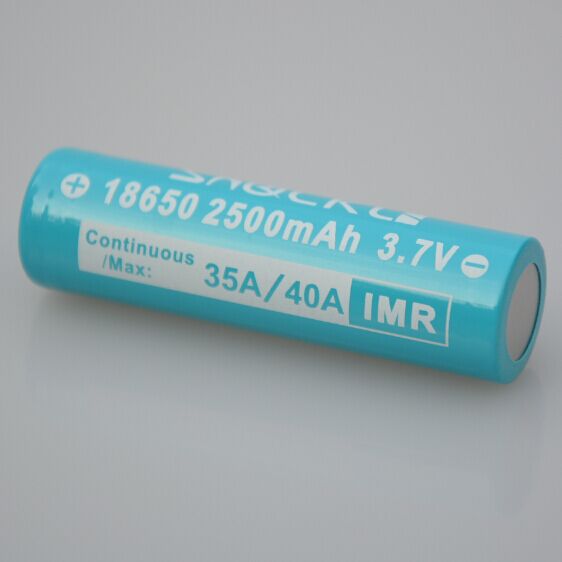 + 18650 2500mAh 3.7V -
Continuous
/Max: 35A/40A IMR